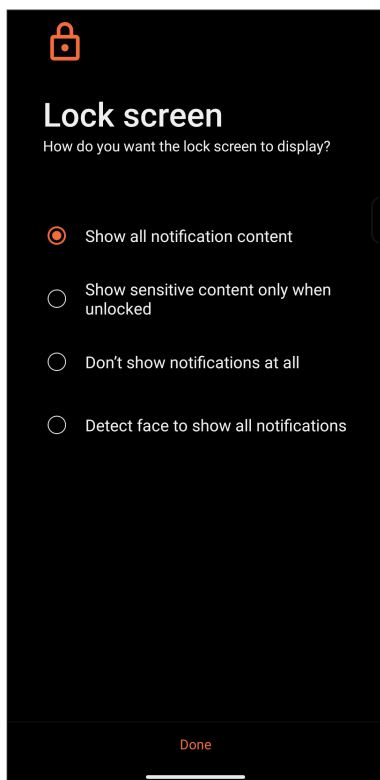 Lock screen
How do you want the lock screen to display?
Show all notification content
Show sensitive content only when
unlocked
Don’t show notifications at all
Detect face to show all notifications
Done